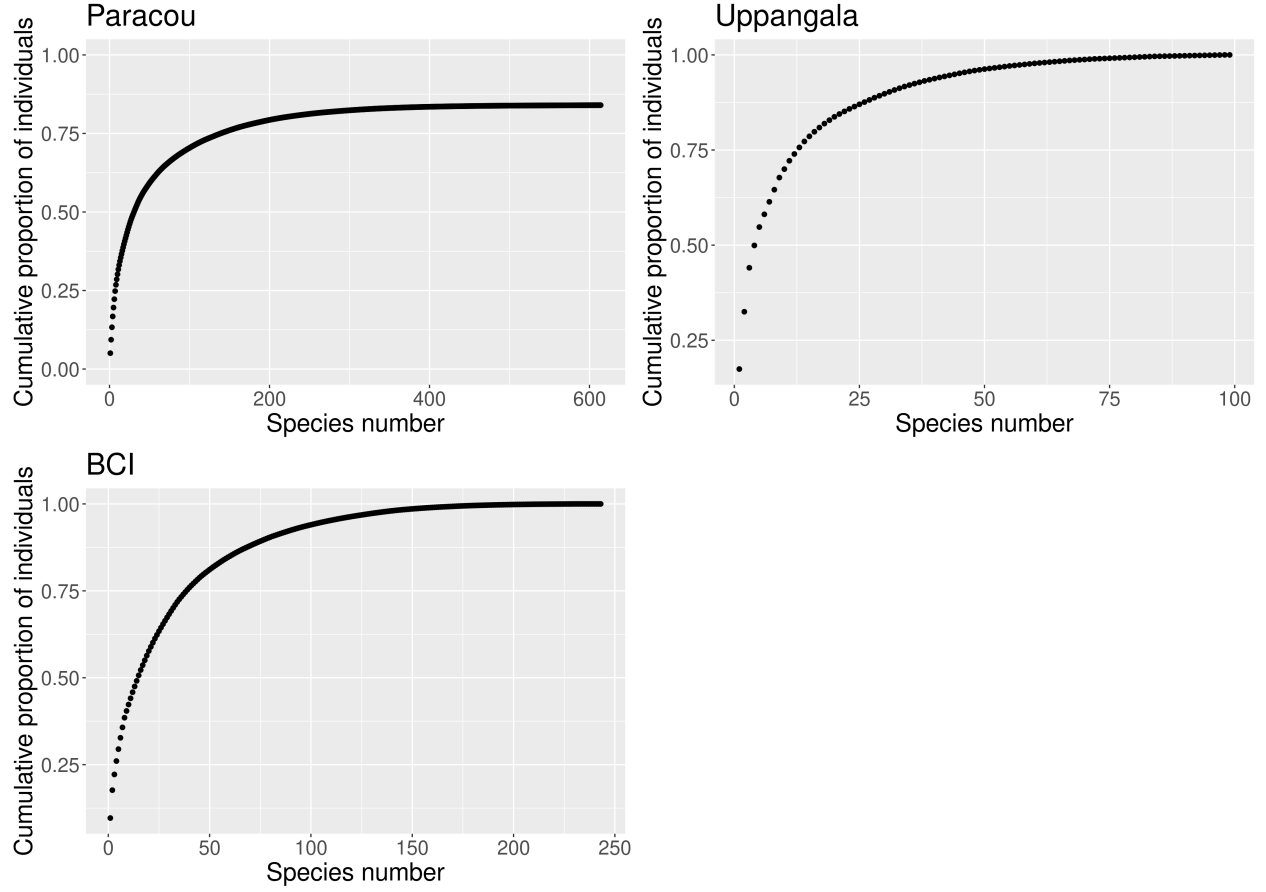 Paracou
Cumulative proportion of individuals
1.00
0.75
0.50
0.25
0.00
0 200 400 600
Species number
Uppangala
Cumulative proportion of individuals
1.00
0.75
0.50
0.25
0 25 50 75 100
Species number
BCI
Cumulative proportion of individuals
1.00
0.75
0.50
0.25
0 50 100 150 200 250
Species number